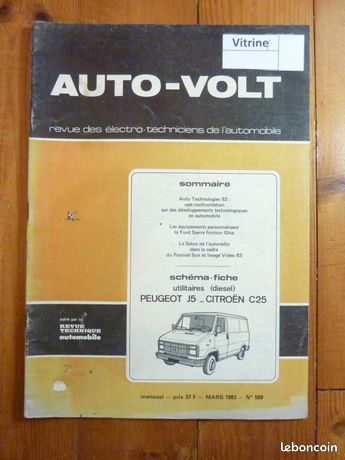 Vitrine
AUTO-VOLT
revue des électro-techniciens de l'automobile
sommaire
Auto Technologies 83 :
une confrontation
sur des développements technologiques
en automobile
Les équipements personnalisant
la Ford Sierra finition Ghia
Le Salon de l'autoradio
dans le cadre
du Festival Son et Image Video 83
schéma-fiche
utilitaires (diesel)
PEUGEOT J5 - CITROËN C25
édité par la
REVUE TECHNIQUE
automobile
mensuel — prix 37 F — MARS 1983 — N° 568
leboncoin